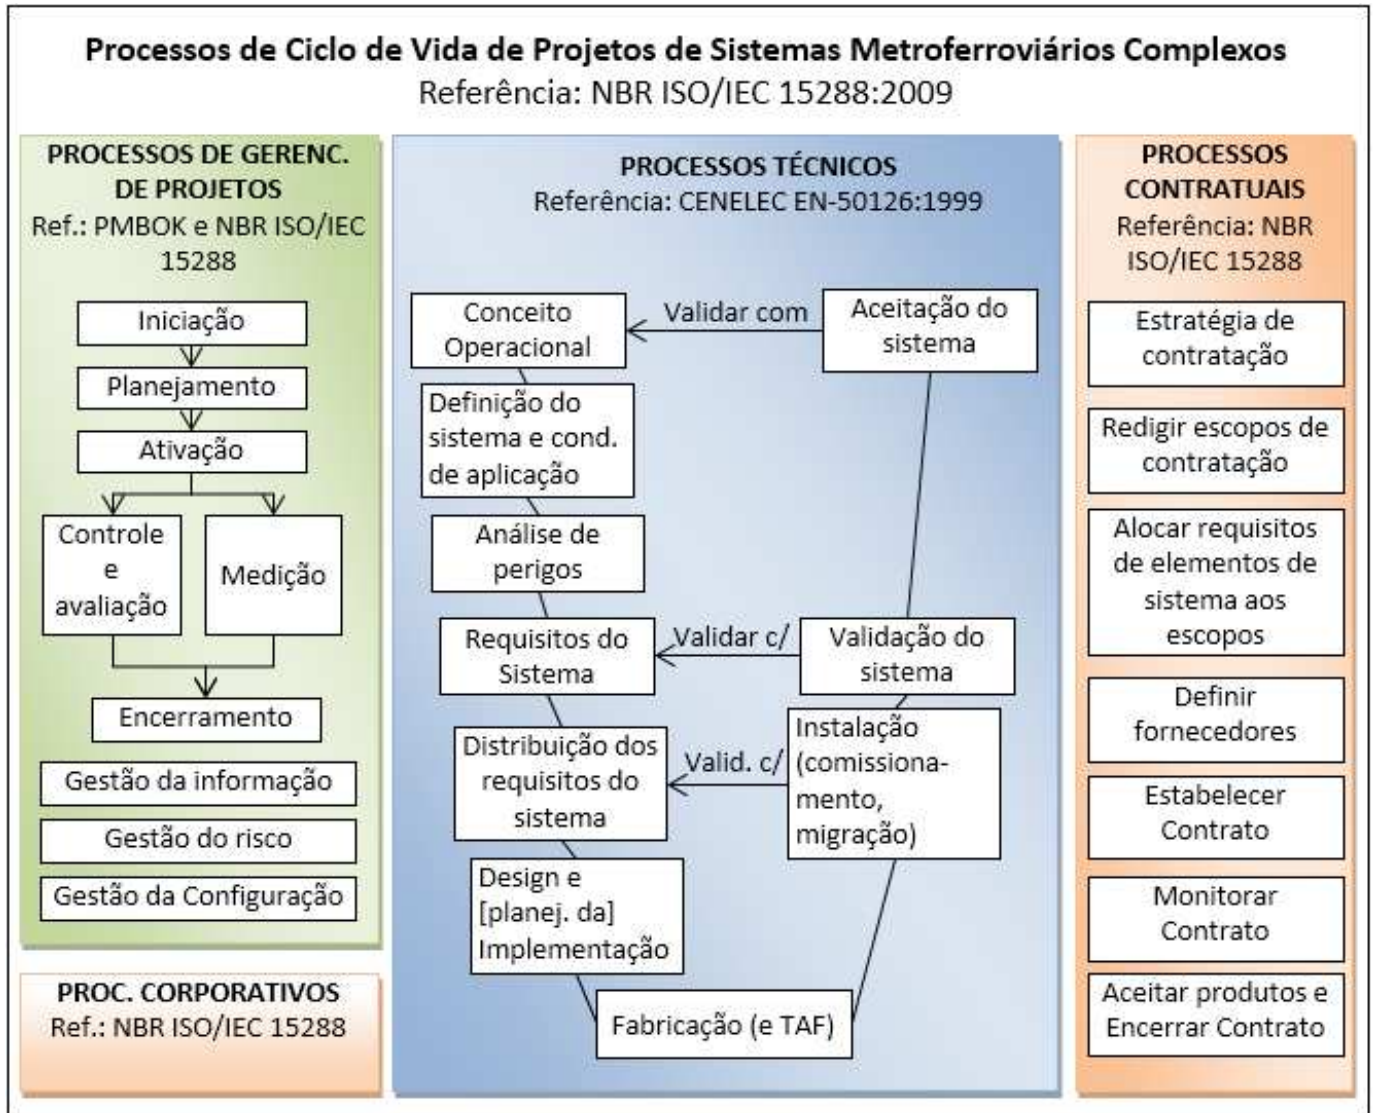 Processos de Ciclo de Vida de Projetos de Sistemas Metroferroviários Complexos
Referência: NBR ISO/IEC 15288:2009
PROCESSOS DE GERENC.
DE PROJETOS
Ref.: PMBOK e NBR ISO/IEC
15288
Iniciação
Planejamento
Ativação
Controle
e
avaliação
Medição
Encerramento
Gestão da informação
Gestão do risco
Gestão da Configuração
PROC. CORPORATIVOS
Ref.: NBR ISO/IEC 15288
PROCESSOS TÉCNICOS
Referência: CENELEC EN-50126:1999
Conceito
Operacional
Validar com
Aceitação do
sistema
Definição do
sistema e cond.
de aplicação
Análise de
perigos
Requisitos do
Sistema
Validar c/
Validação do
sistema
Distribuição dos
requisitos do
sistema
Valid. c/
Instalação
(comissiona-
mento,
migração)
Design e
[planej. da]
Implementação
Fabricação (e TAF)
PROCESSOS
CONTRATUAIS
Referência: NBR
ISO/IEC 15288
Estratégia de
contratação
Redigir escopos de
contratação
Alocar requisitos
de elementos de
sistema aos
escopos
Definir
fornecedores
Estabelecer
Contrato
Monitorar
Contrato
Aceitar produtos e
Encerrar Contrato